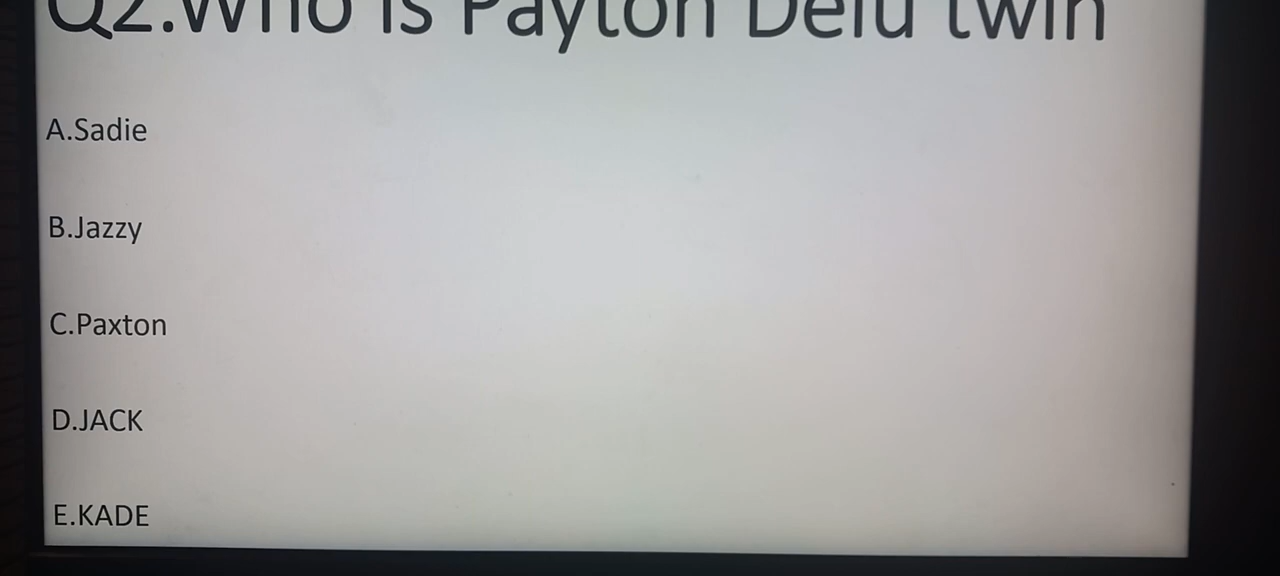 Q2.Who is Payton Delu twin
A.Sadie
B.Jazzy
C.Paxton
D.JACK
E.KADE